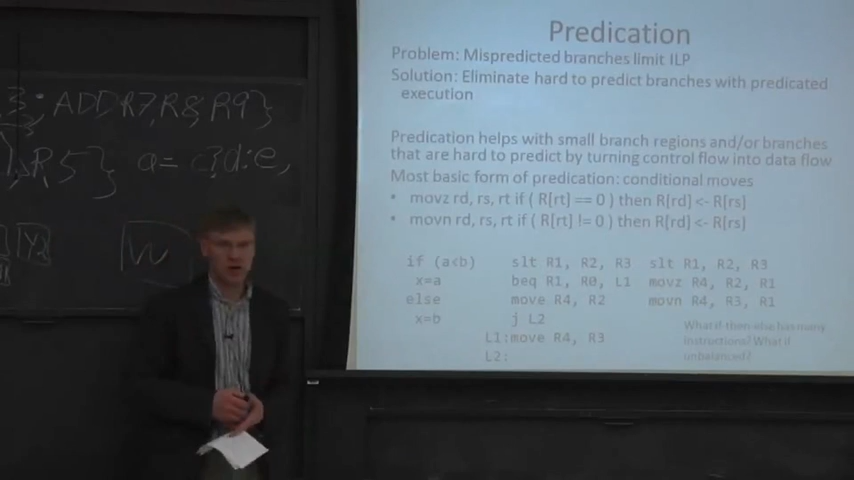 3: ADD R7, R8, R9}
R5} a= c?d:e,
Y2 W
Predication
Problem: Mispredicted branches limit ILP
Solution: Eliminate hard to predict branches with predicated
execution
Predication helps with small branch regions and/or branches
that are hard to predict by turning control flow into data flow
Most basic form of predication: conditional moves
• movz rd, rs, rt if ( R[rt] == 0 ) then R[rd] <- R[rs]
• movn rd, rs, rt if ( R[rt] != 0 ) then R[rd] <- R[rs]
if (a<b) slt R1, R2, R3 slt R1, R2, R3
x=a beq R1, R0, L1 movz R4, R2, R1
else move R4, R2 movn R4, R3, R1
x=b j L2
L1:move R4, R3
L2:
What if then else has many
instructions? What if
unbalanced?